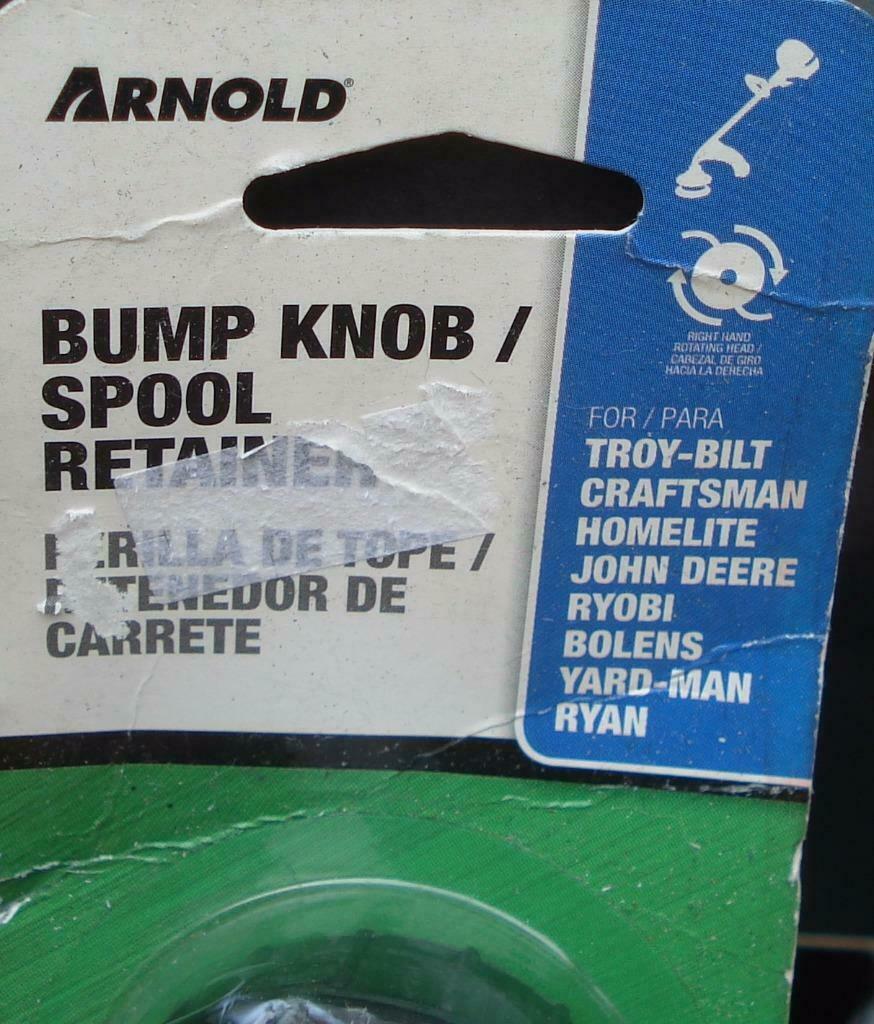 ARNOLD®
BUMP KNOB /
SPOOL
RETAINER
PERILLA DE TOPE /
RETENEDOR DE
CARRETE
RIGHT HAND
ROTATING HEAD /
CABEZAL DE GIRO
HACIA LA DERECHA
FOR / PARA
TROY-BILT
CRAFTSMAN
HOMELITE
JOHN DEERE
RYOBI
BOLENS
YARD-MAN
RYAN